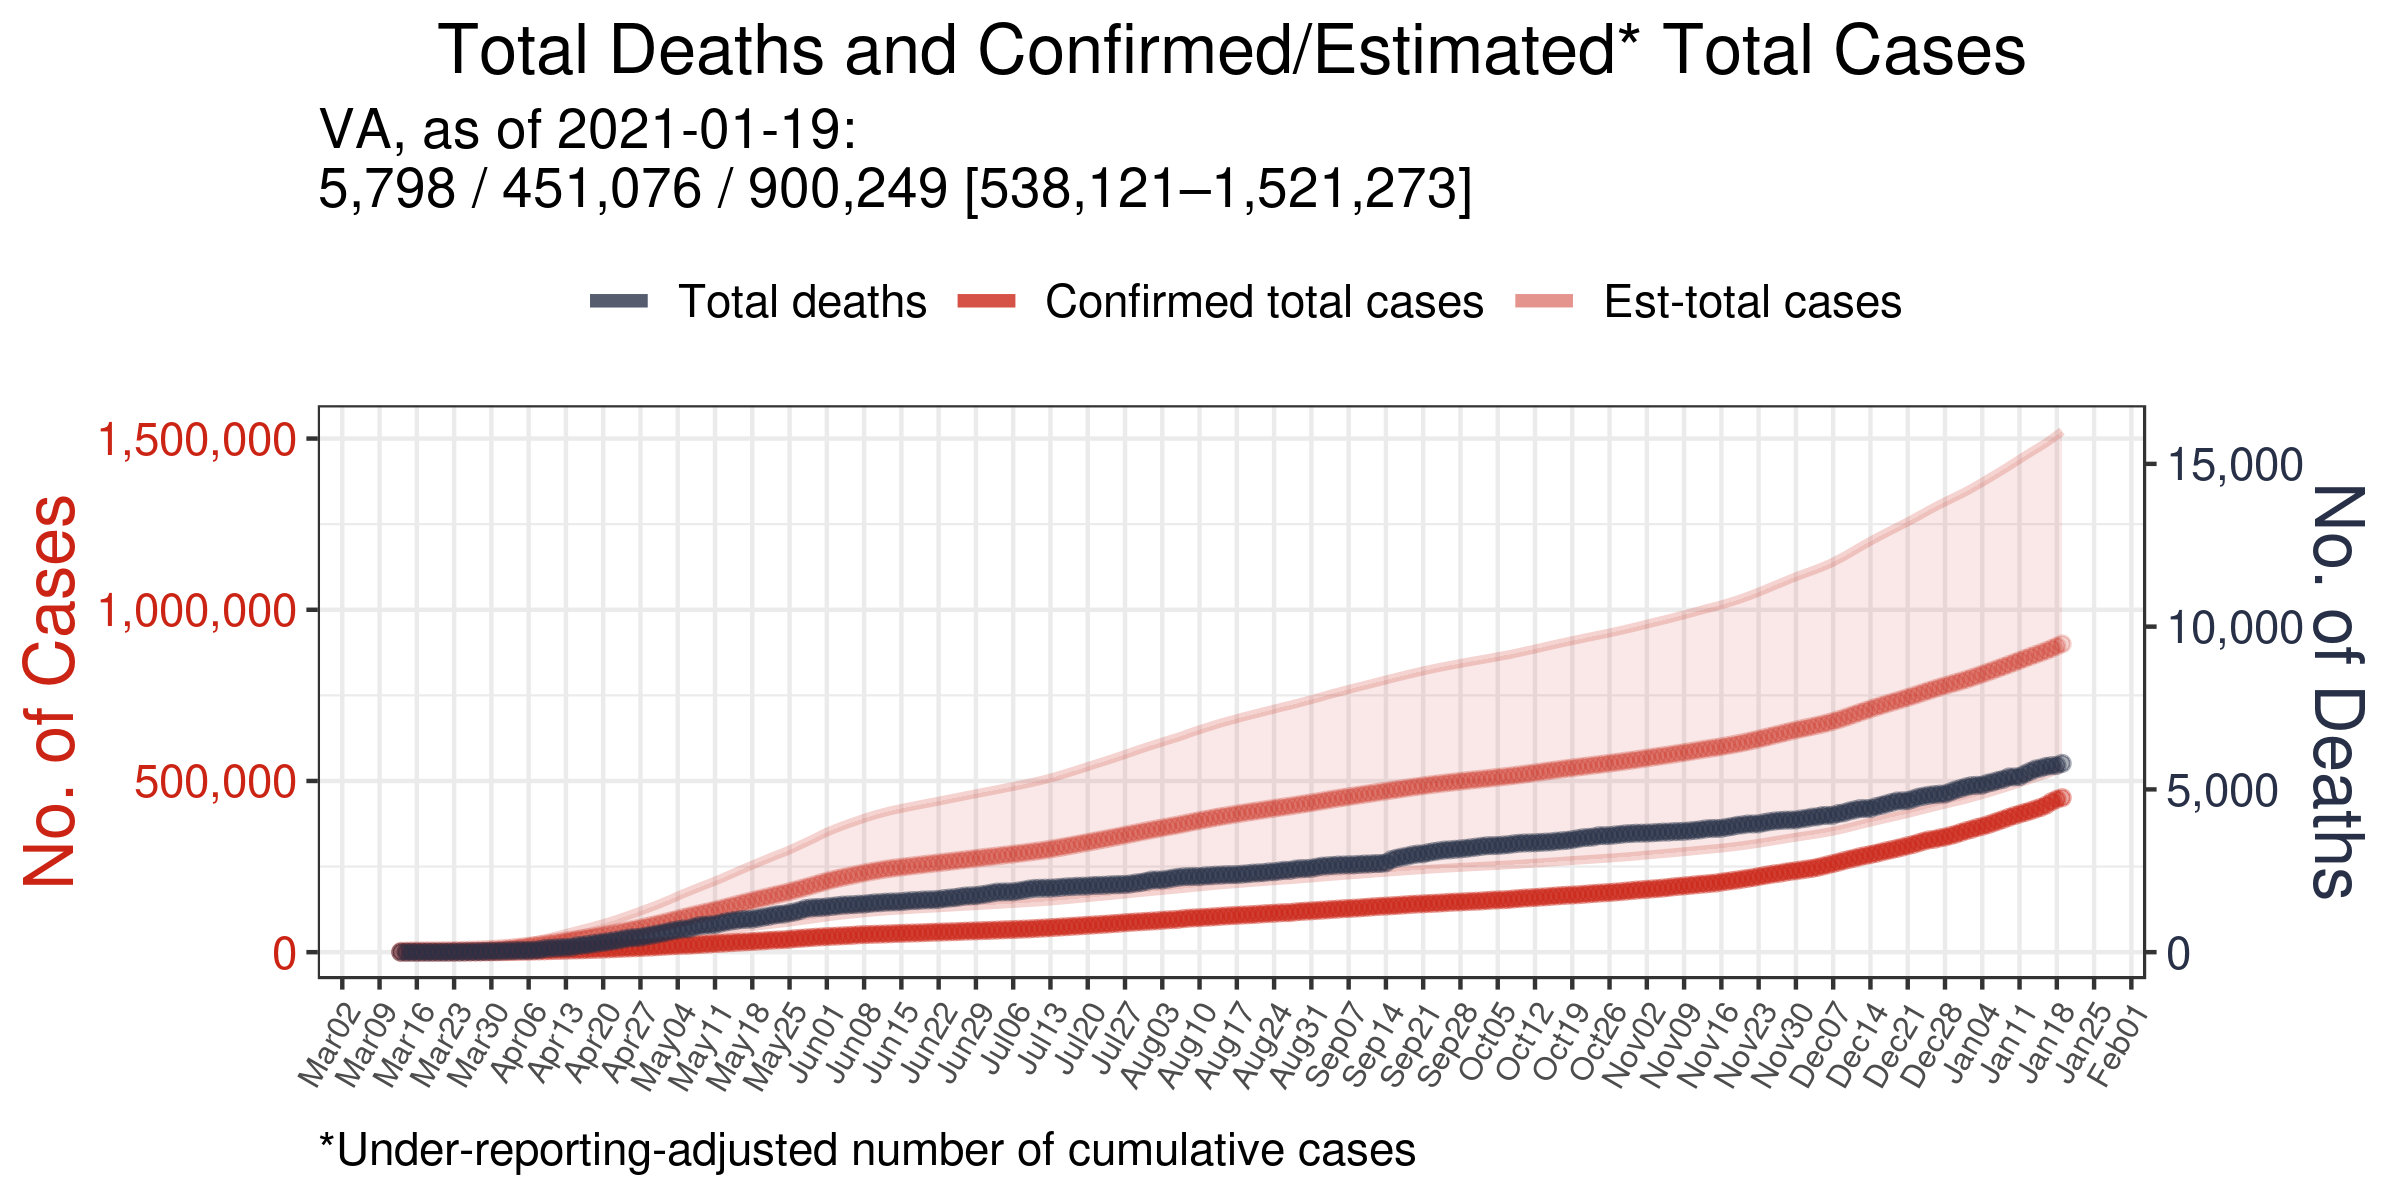 Total Deaths and Confirmed/Estimated* Total Cases
VA, as of 2021-01-19:
5,798 / 451,076 / 900,249 [538,121–1,521,273]
Total deaths
Confirmed total cases
Est-total cases
No. of Cases
1,500,000
1,000,000
500,000
0
15,000
10,000
5,000
0
No. of Deaths
Mar02
Mar09
Mar16
Mar23
Mar30
Apr06
Apr13
Apr20
Apr27
May04
May11
May18
May25
Jun01
Jun08
Jun15
Jun22
Jun29
Jul06
Jul13
Jul20
Jul27
Aug03
Aug10
Aug17
Aug24
Aug31
Sep07
Sep14
Sep21
Sep28
Oct05
Oct12
Oct19
Oct26
Nov02
Nov09
Nov16
Nov23
Nov30
Dec07
Dec14
Dec21
Dec28
Jan04
Jan11
Jan18
Jan25
Feb01
*Under-reporting-adjusted number of cumulative cases